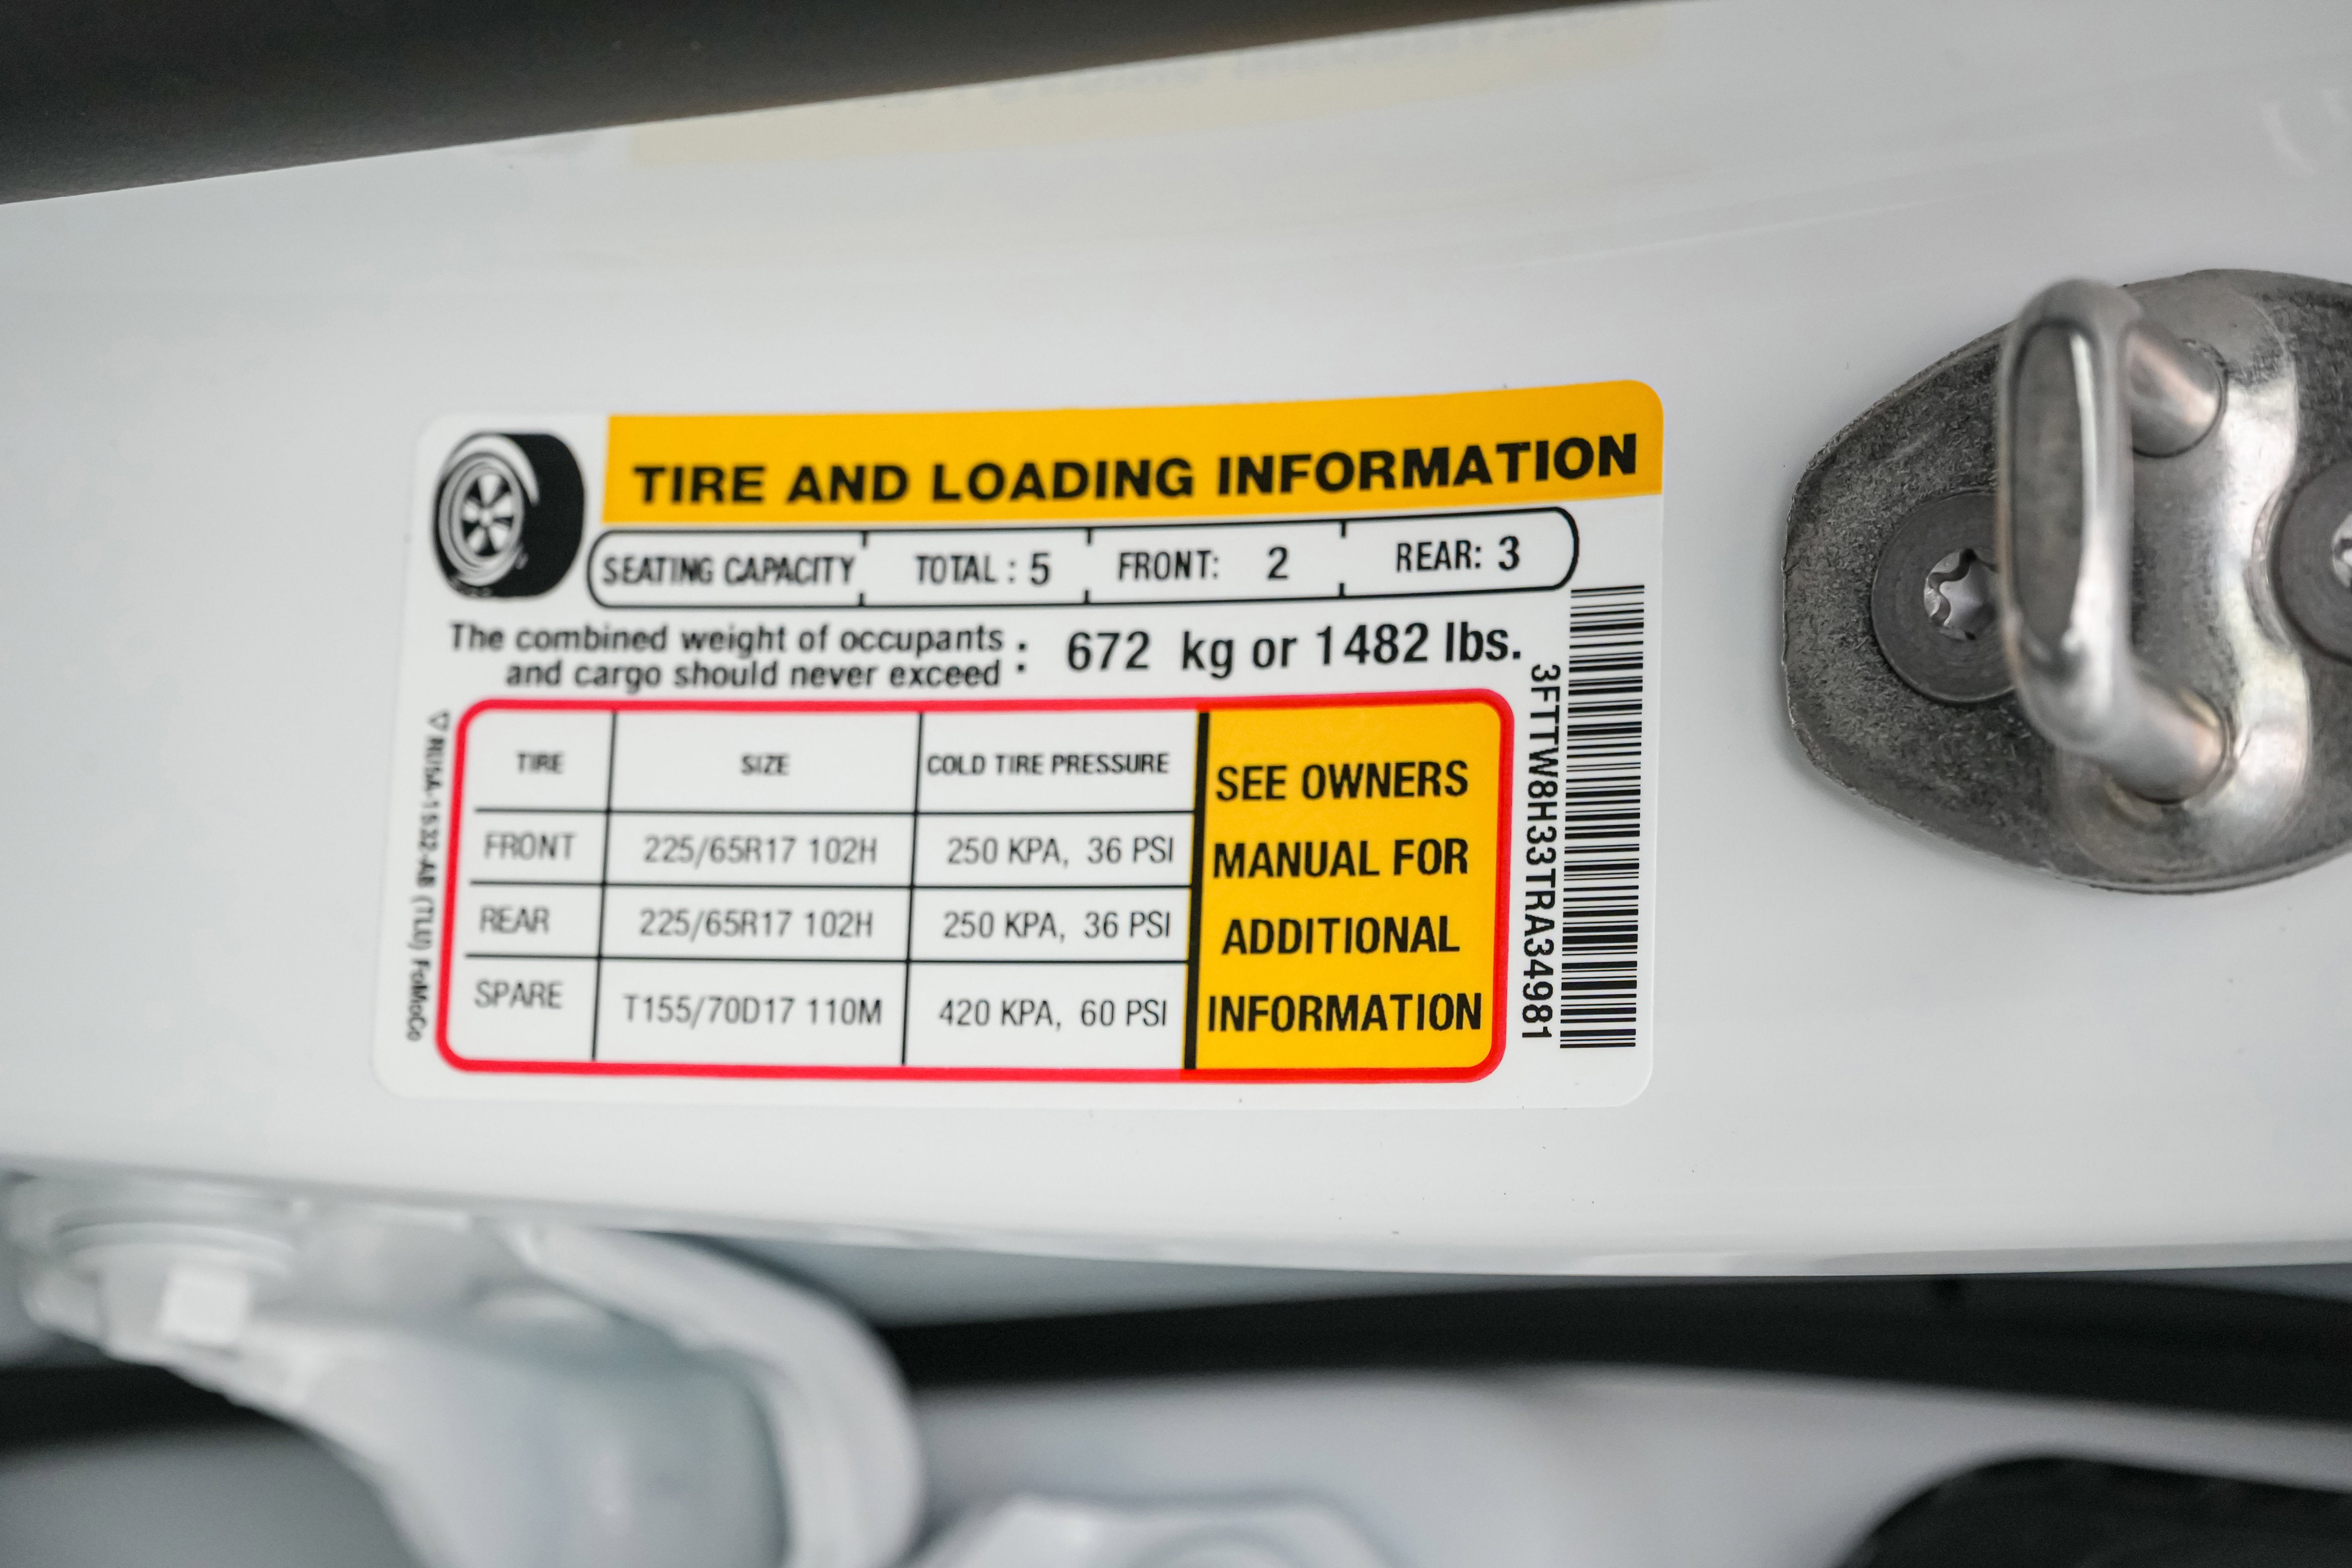 TIRE AND LOADING INFORMATION
SEATING CAPACITY TOTAL : 5 FRONT: 2 REAR: 3
The combined weight of occupants
and cargo should never exceed : 672 kg or 1482 lbs.
TIRE SIZE COLD TIRE PRESSURE
FRONT 225/65R17 102H 250 KPA, 36 PSI
REAR 225/65R17 102H 250 KPA, 36 PSI
SPARE T155/70D17 110M 420 KPA, 60 PSI
SEE OWNERS
MANUAL FOR
ADDITIONAL
INFORMATION
3FTTW8H33TRA34981
(TLU) FoMoCo